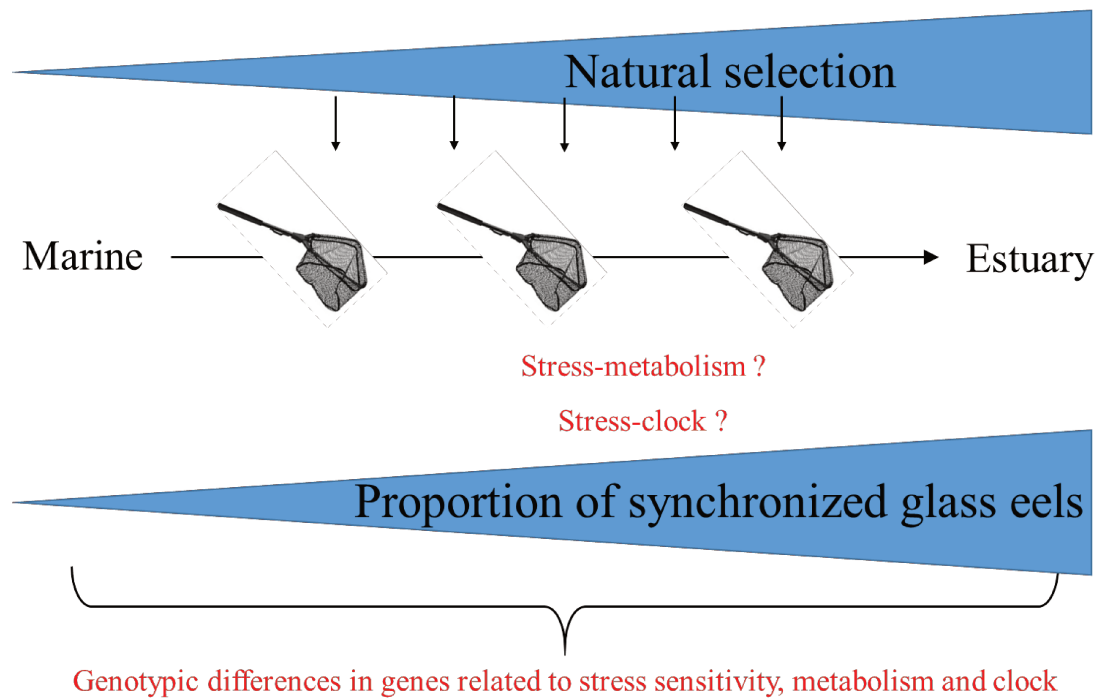 Natural selection
Marine
Estuary
Stress-metabolism ?
Stress-clock ?
Proportion of synchronized glass eels
Genotypic differences in genes related to stress sensitivity, metabolism and clock